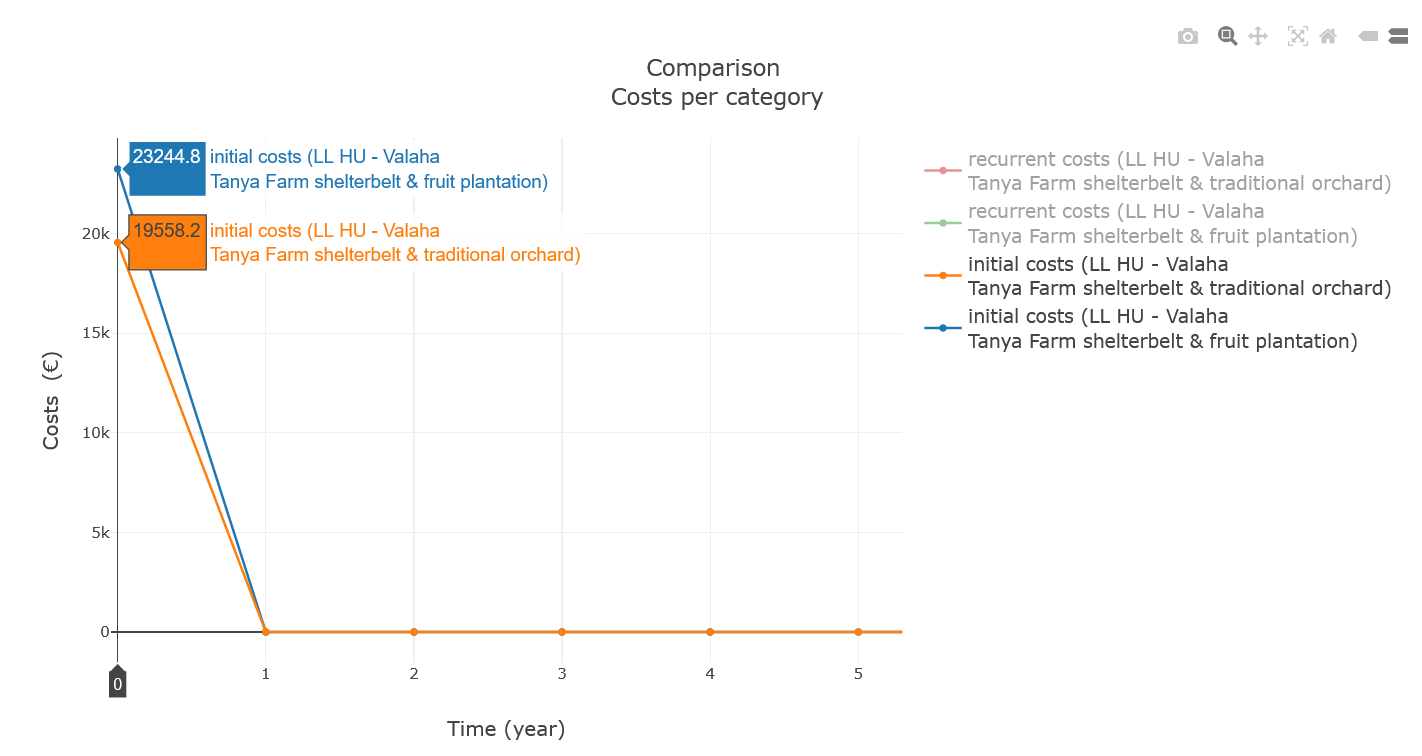 Comparison
Costs per category
23244.8
initial costs (LL HU - Valaha
Tanya Farm shelterbelt & fruit plantation)
19558.2
initial costs (LL HU - Valaha
Tanya Farm shelterbelt & traditional orchard)
20k
15k
10k
5k
0
Costs (€)
0
1
2
3
4
5
Time (year)
recurrent costs (LL HU - Valaha
Tanya Farm shelterbelt & traditional orchard)
recurrent costs (LL HU - Valaha
Tanya Farm shelterbelt & fruit plantation)
initial costs (LL HU - Valaha
Tanya Farm shelterbelt & traditional orchard)
initial costs (LL HU - Valaha
Tanya Farm shelterbelt & fruit plantation)